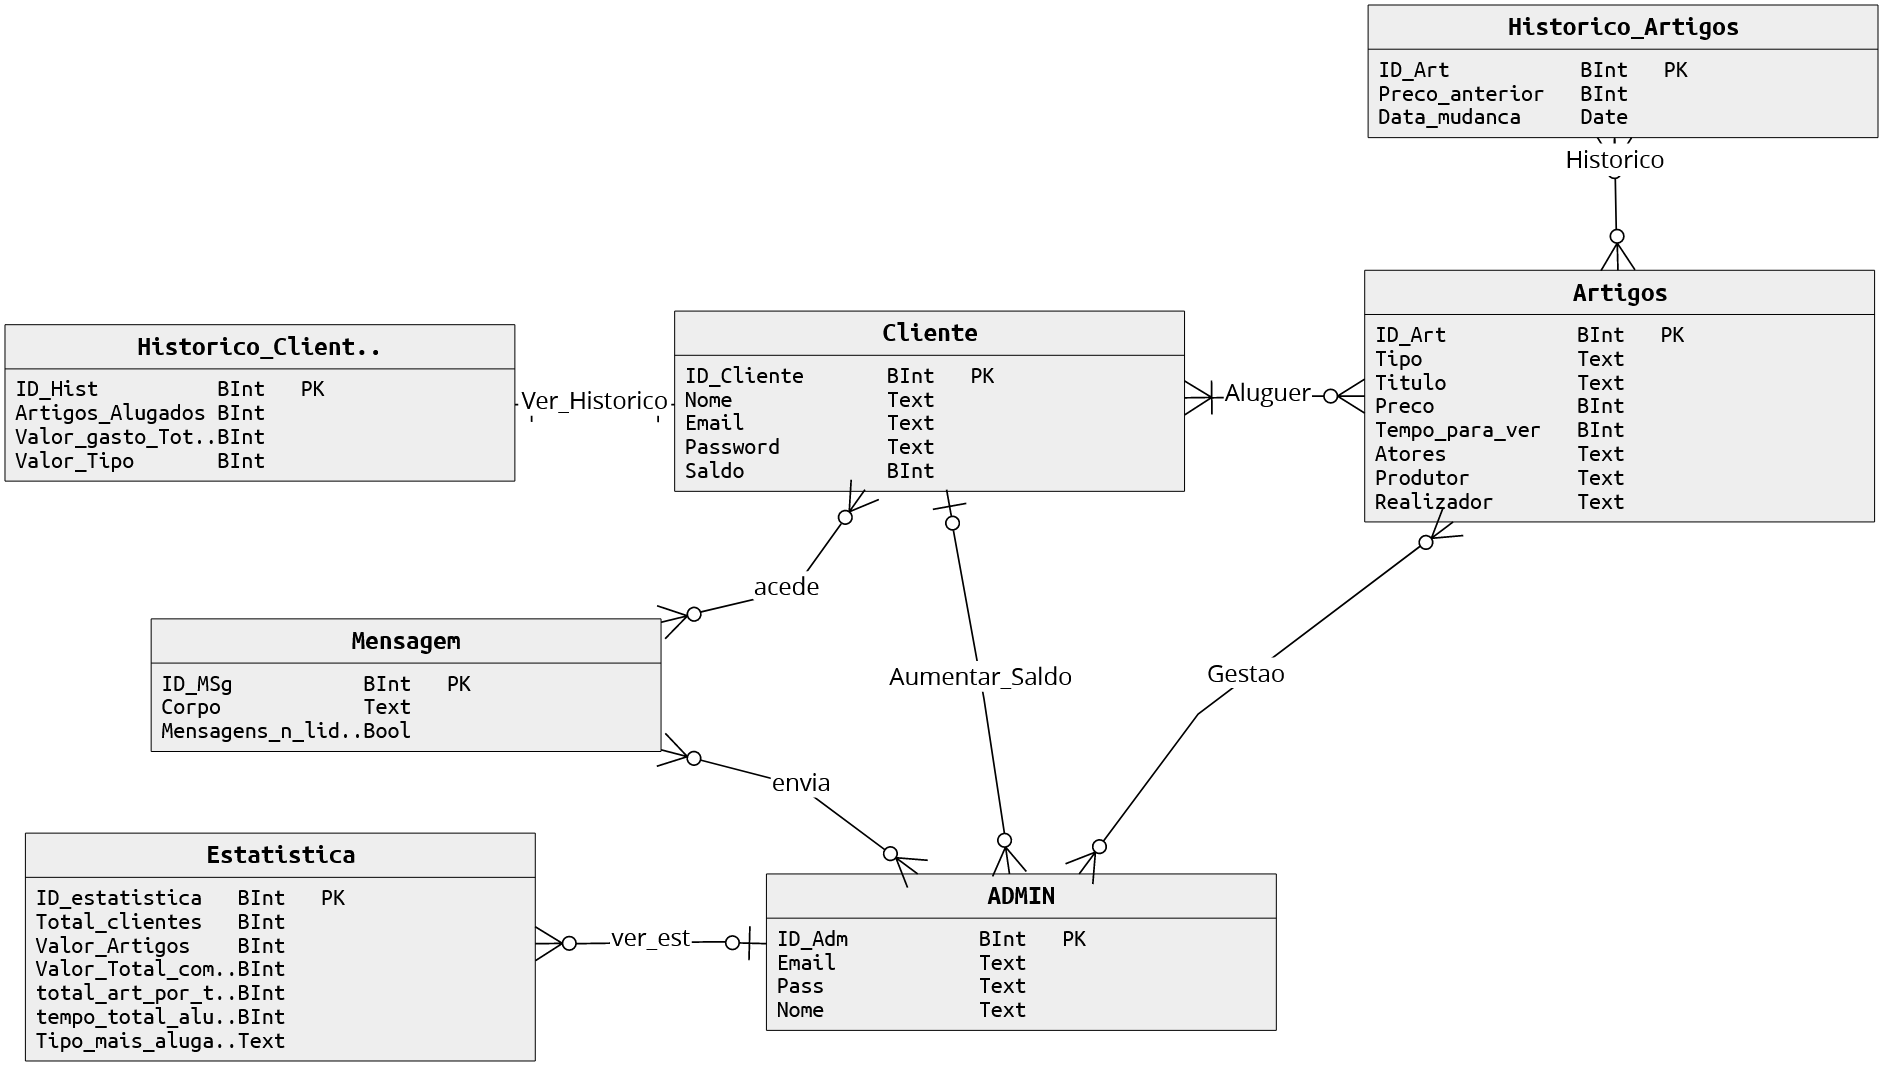 Historico_Artigos
ID_Art BInt PK
Preco_anterior BInt
Data_mudanca Date
Historico
Artigos
ID_Art BInt PK
Tipo Text
Titulo Text
Preco BInt
Tempo_para_ver BInt
Atores Text
Produtor Text
Realizador Text
Historico_Client..
ID_Hist BInt PK
Artigos_Alugados BInt
Valor_gasto_Tot..BInt
Valor_Tipo BInt
Ver_Historico
Cliente
ID_Cliente BInt PK
Nome Text
Email Text
Password Text
Saldo BInt
Aluguer
acede
Mensagem
ID_MSg BInt PK
Corpo Text
Mensagens_n_lid..Bool
Aumentar_Saldo
Gestao
envia
Estatistica
ID_estatistica BInt PK
Total_clientes BInt
Valor_Artigos BInt
Valor_Total_com..BInt
total_art_por_t..BInt
tempo_total_alu..BInt
Tipo_mais_aluga..Text
ver_est
ADMIN
ID_Adm BInt PK
Email Text
Pass Text
Nome Text